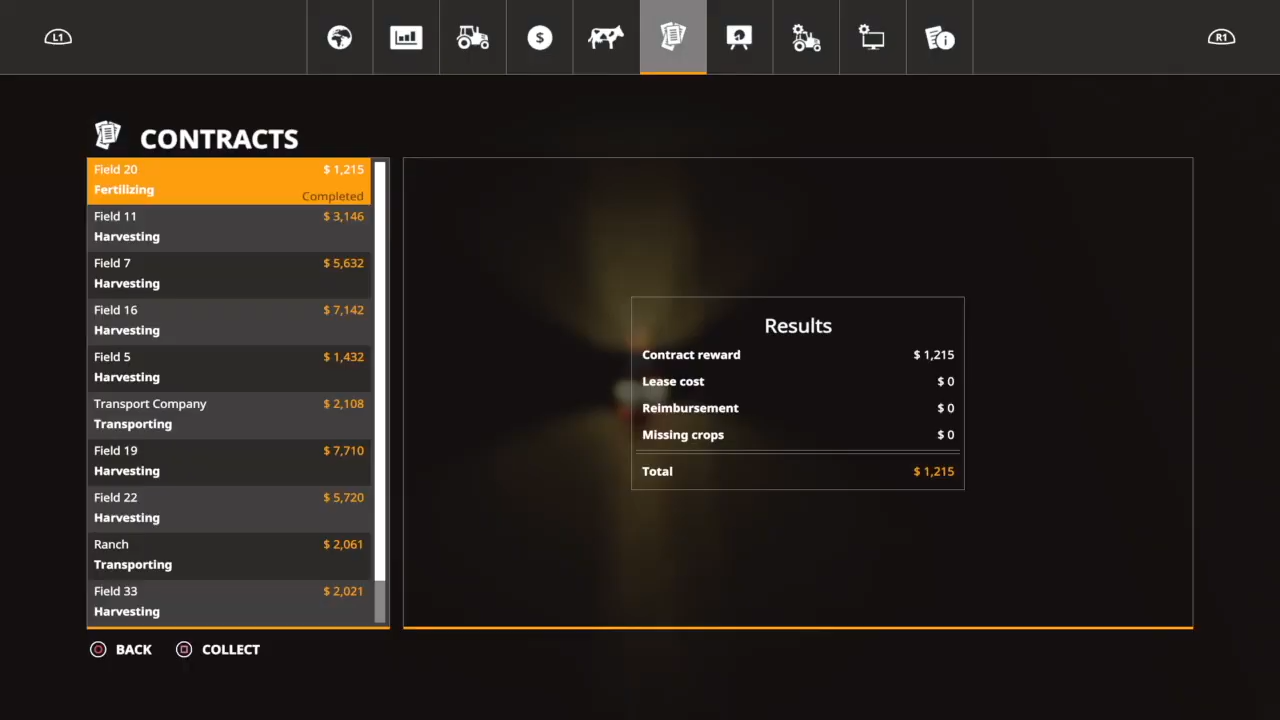 L1
R1
CONTRACTS
Field 20 $ 1,215
Fertilizing
Completed
Field 11 $ 3,146
Harvesting
Field 7 $ 5,632
Harvesting
Field 16 $ 7,142
Harvesting
Field 5 $ 1,432
Harvesting
Transport Company $ 2,108
Transporting
Field 19 $ 7,710
Harvesting
Field 22 $ 5,720
Harvesting
Ranch $ 2,061
Transporting
Field 33 $ 2,021
Harvesting
Results
Contract reward $ 1,215
Lease cost $ 0
Reimbursement $ 0
Missing crops $ 0
Total $ 1,215
BACK COLLECT